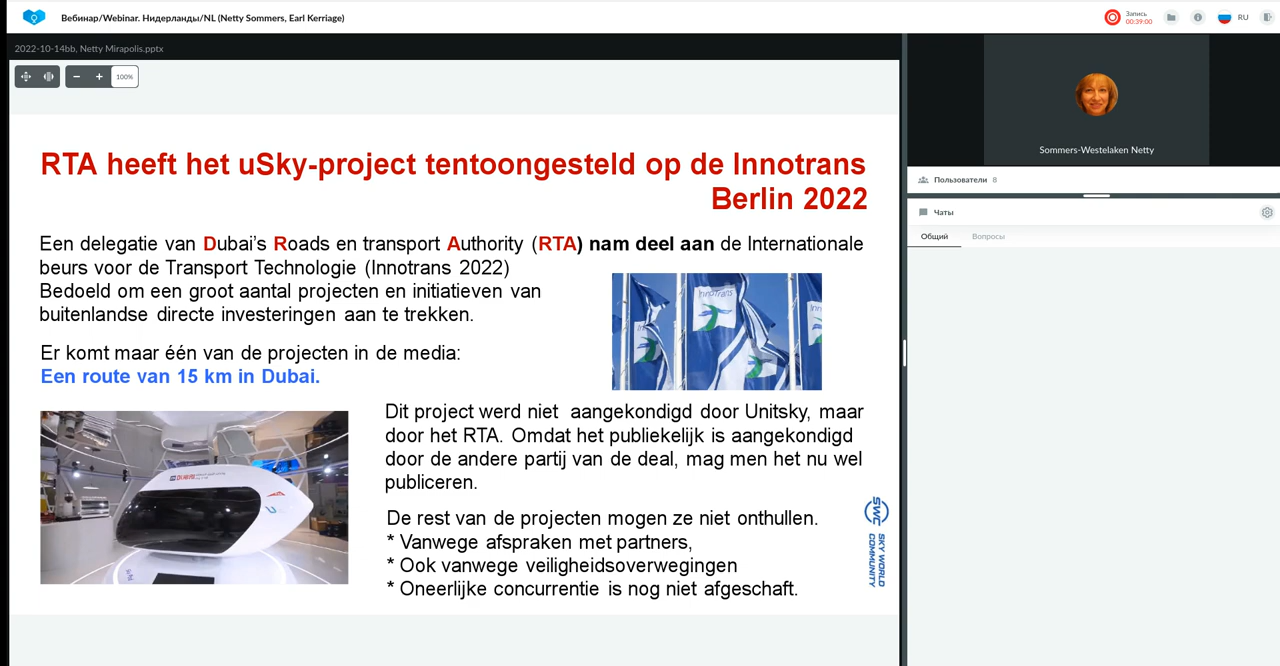 Вебинар/Webinar. Нидерланды/NL (Netty Sommers, Earl Kerriage)
Запись
00:39:00
RU
2022-10-14bb, Netty Mirapolis.pptx
100%
RTA heeft het uSky-project tentoongesteld op de Innotrans
Berlin 2022
Een delegatie van Dubai's Roads en transport Authority (RTA) nam deel aan de Internationale
beurs voor de Transport Technologie (Innotrans 2022)
Bedoeld om een groot aantal projecten en initiatieven van
buitenlandse directe investeringen aan te trekken.
InnoTrans
Er komt maar één van de projecten in de media:
Een route van 15 km in Dubai.
Dit project werd niet aangekondigd door Unitsky, maar
door het RTA. Omdat het publiekelijk is aangekondigd
door de andere partij van de deal, mag men het nu wel
publiceren.
De rest van de projecten mogen ze niet onthullen.
* Vanwege afspraken met partners,
* Ook vanwege veiligheidsoverwegingen
* Oneerlijke concurrentie is nog niet afgeschaft.
DUBAI
SWC
SKY WORLD
COMMUNITY
Sommers-Westelaken Netty
Пользователи 8
Чаты
Общий
Вопросы